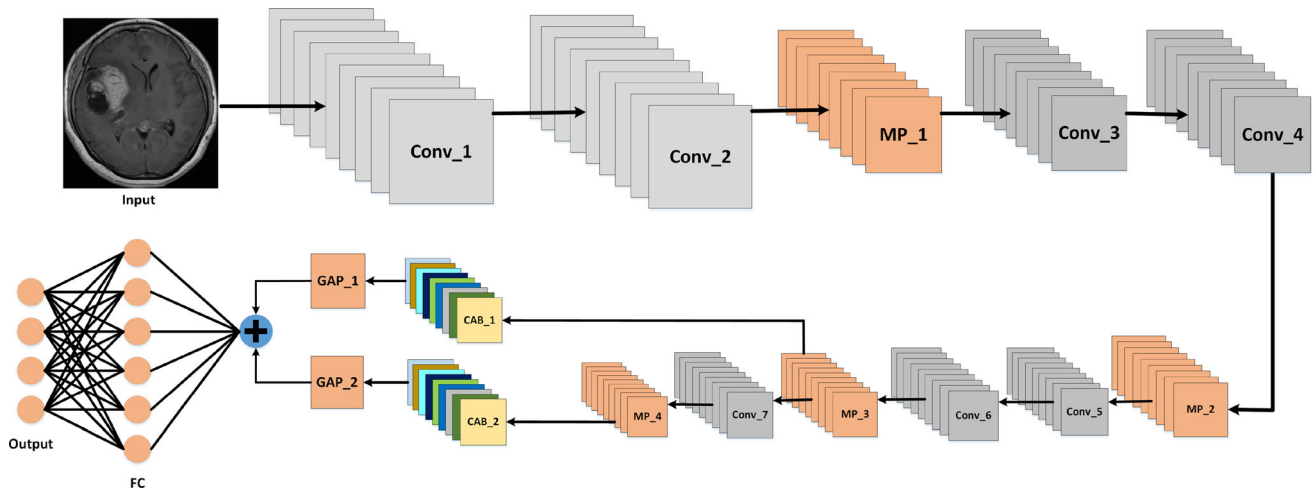 Input
Conv_1
Conv_2
MP_1
Conv_3
Conv_4
MP_2
Conv_5
Conv_6
MP_3
Conv_7
MP_4
CAB_1
CAB_2
GAP_1
GAP_2
FC
Output